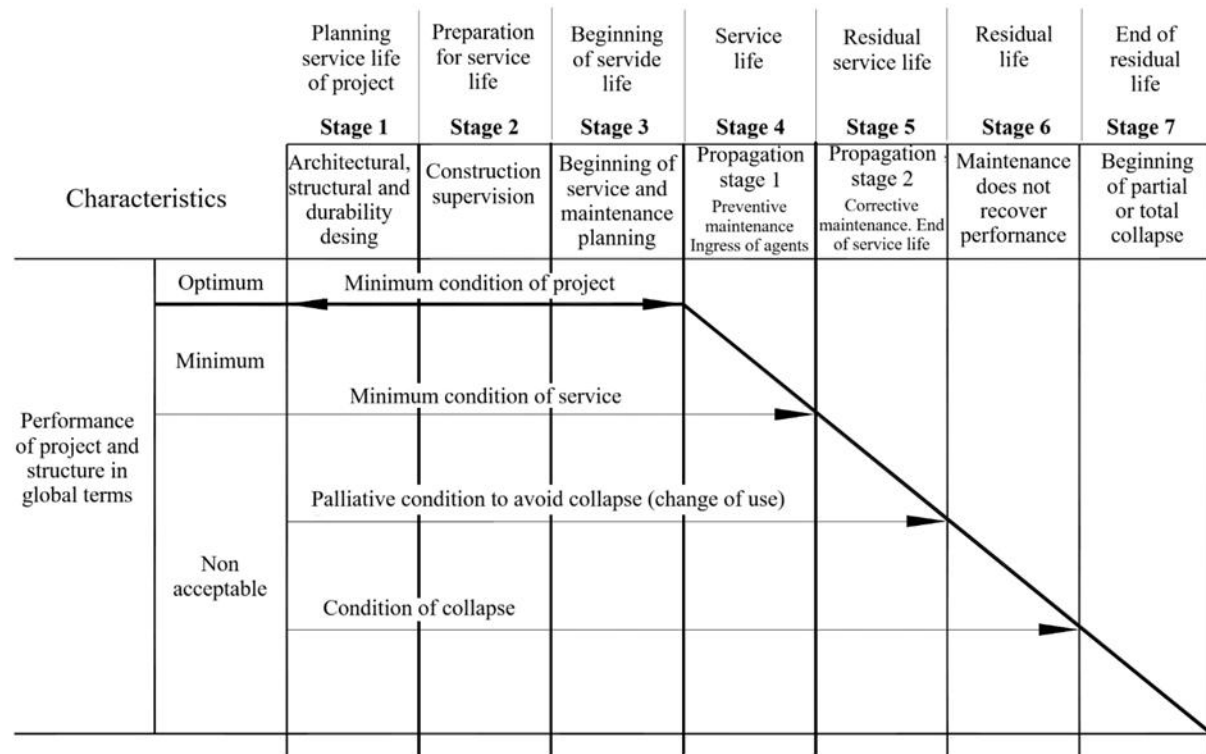 Planning
service life
of project
Preparation
for service
life
Beginning
of servide
life
Service
life
Residual
service life
Residual
life
End of
residual
life
Stage 1
Stage 2
Stage 3
Stage 4
Stage 5
Stage 6
Stage 7
Characteristics
Architectural,
structural and
durability
desing
Construction
supervision
Beginning of
service and
maintenance
planning
Propagation
stage 1
Preventive
maintenance
Ingress of agents
Propagation
stage 2
Corrective
maintenance. End
of service life
Maintenance
does not
recover
perfornance
Beginning
of partial
or total
collapse
Performance
of project and
structure in
global terms
Optimum
Minimum condition of project
Minimum
Minimum condition of service
Palliative condition to avoid collapse (change of use)
Non
acceptable
Condition of collapse